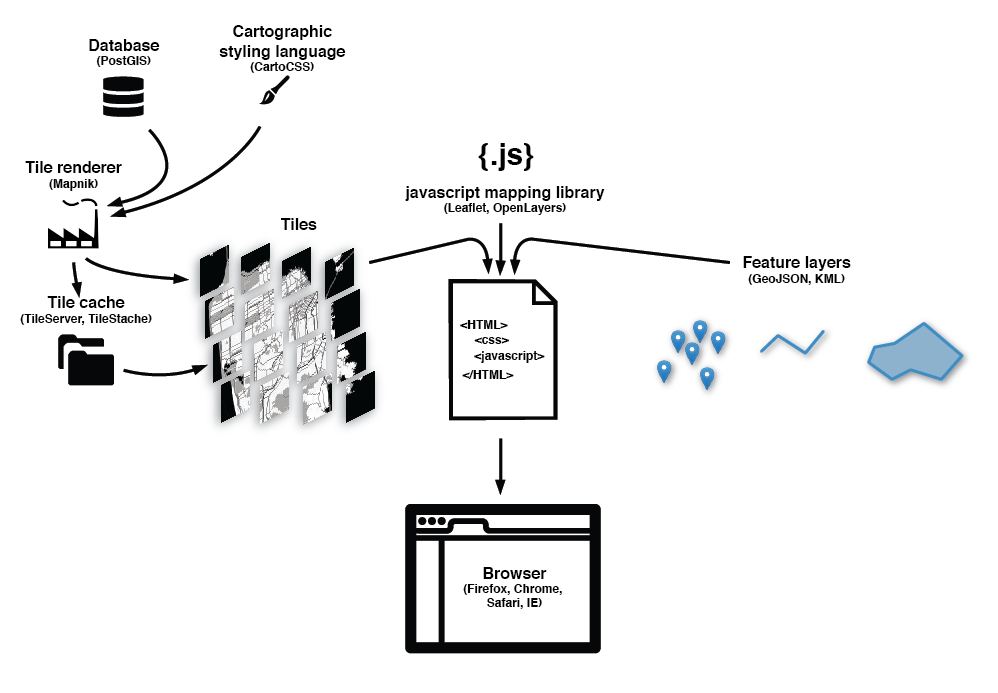 Database
(PostGIS)
Cartographic
styling language
(CartoCSS)
Tile renderer
(Mapnik)
{.js}
javascript mapping library
(Leaflet, OpenLayers)
Tiles
Feature layers
(GeoJSON, KML)
Tile cache
(TileServer, TileStache)
<HTML>
<css>
<javascript>
</HTML>
Browser
(Firefox, Chrome,
Safari, IE)